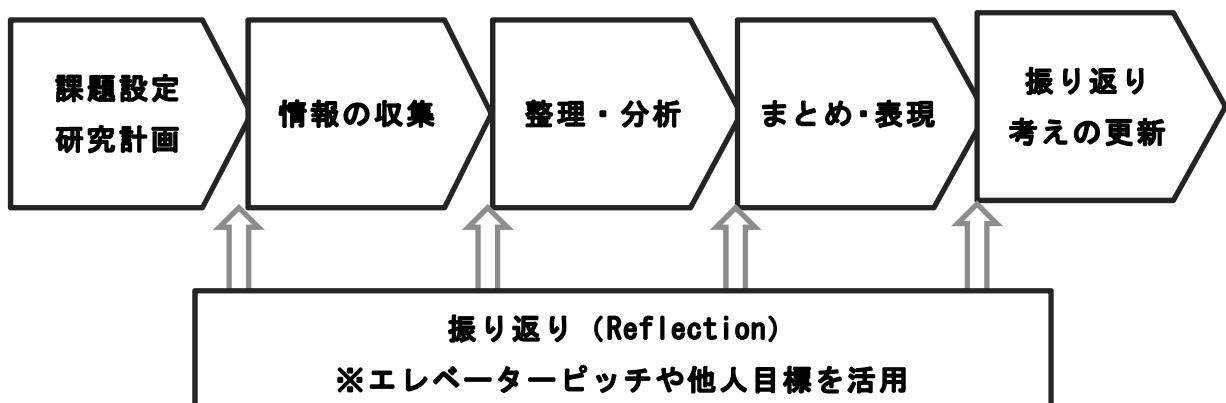 課題設定
研究計画
情報の収集
整理・分析
まとめ・表現
振り返り
考えの更新
振り返り（Reflection）
※エレベーターピッチや他人目標を活用